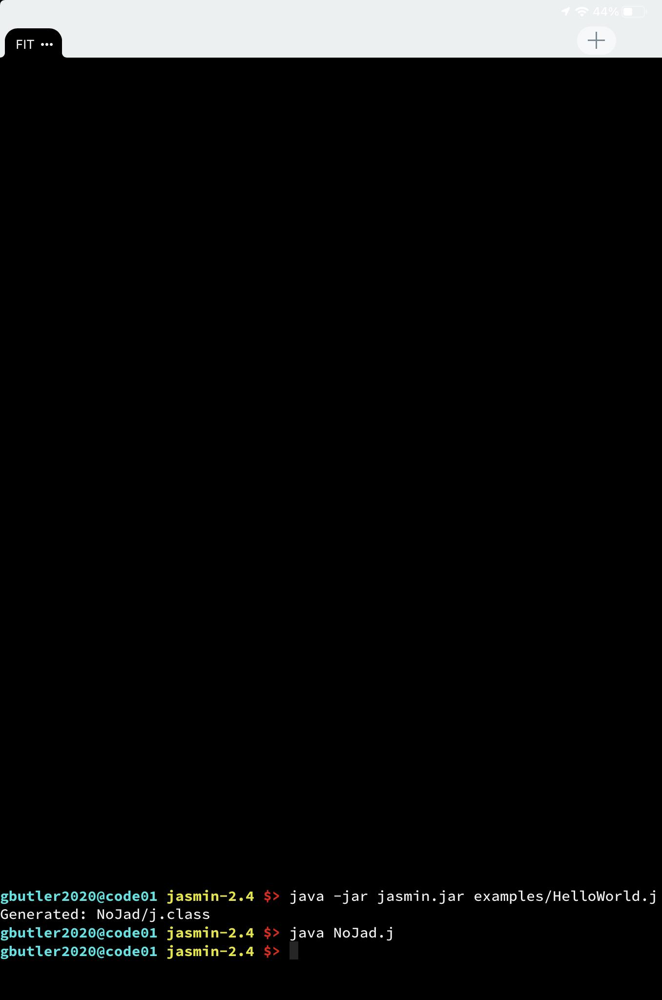 44%
FIT •••
gbutler2020@code01 jasmin-2.4 $> java -jar jasmin.jar examples/HelloWorld.j
Generated: NoJad/j.class
gbutler2020@code01 jasmin-2.4 $> java NoJad.j
gbutler2020@code01 jasmin-2.4 $>